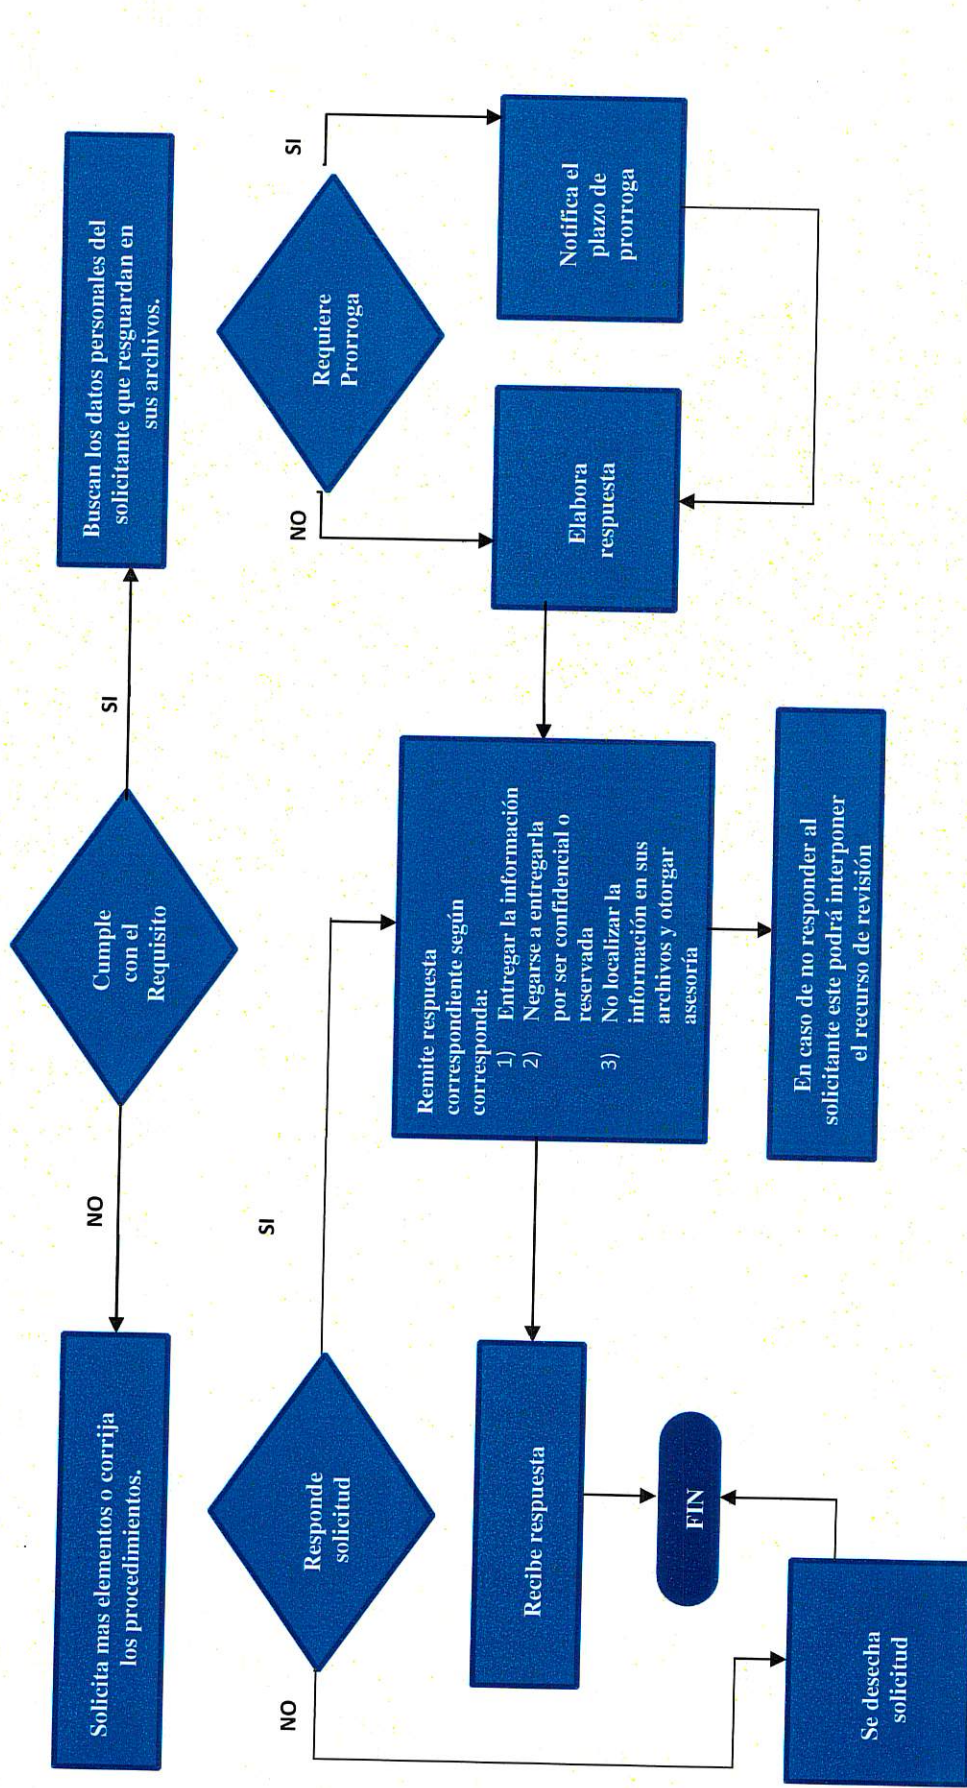 Solicita mas elementos o corrija
los procedimientos.
NO
Cumple
con el
Requisito
SI
Buscan los datos personales del
solicitante que resguardan en
sus archivos.
NO
Responde
solicitud
SI
NO
Requiere
Prorroga
SI
Recibe respuesta
Remite respuesta
correspondiente según
corresponda:
1) Entregar la información
2) Negarse a entregarla
por ser confidencial o
reservada
3) No localizar la
información en sus
archivos y otorgar
asesoría
Elabora
respuesta
Notifica el
plazo de
prorroga
FIN
Se desecha
solicitud
En caso de no responder al
solicitante este podrá interponer
el recurso de revisión